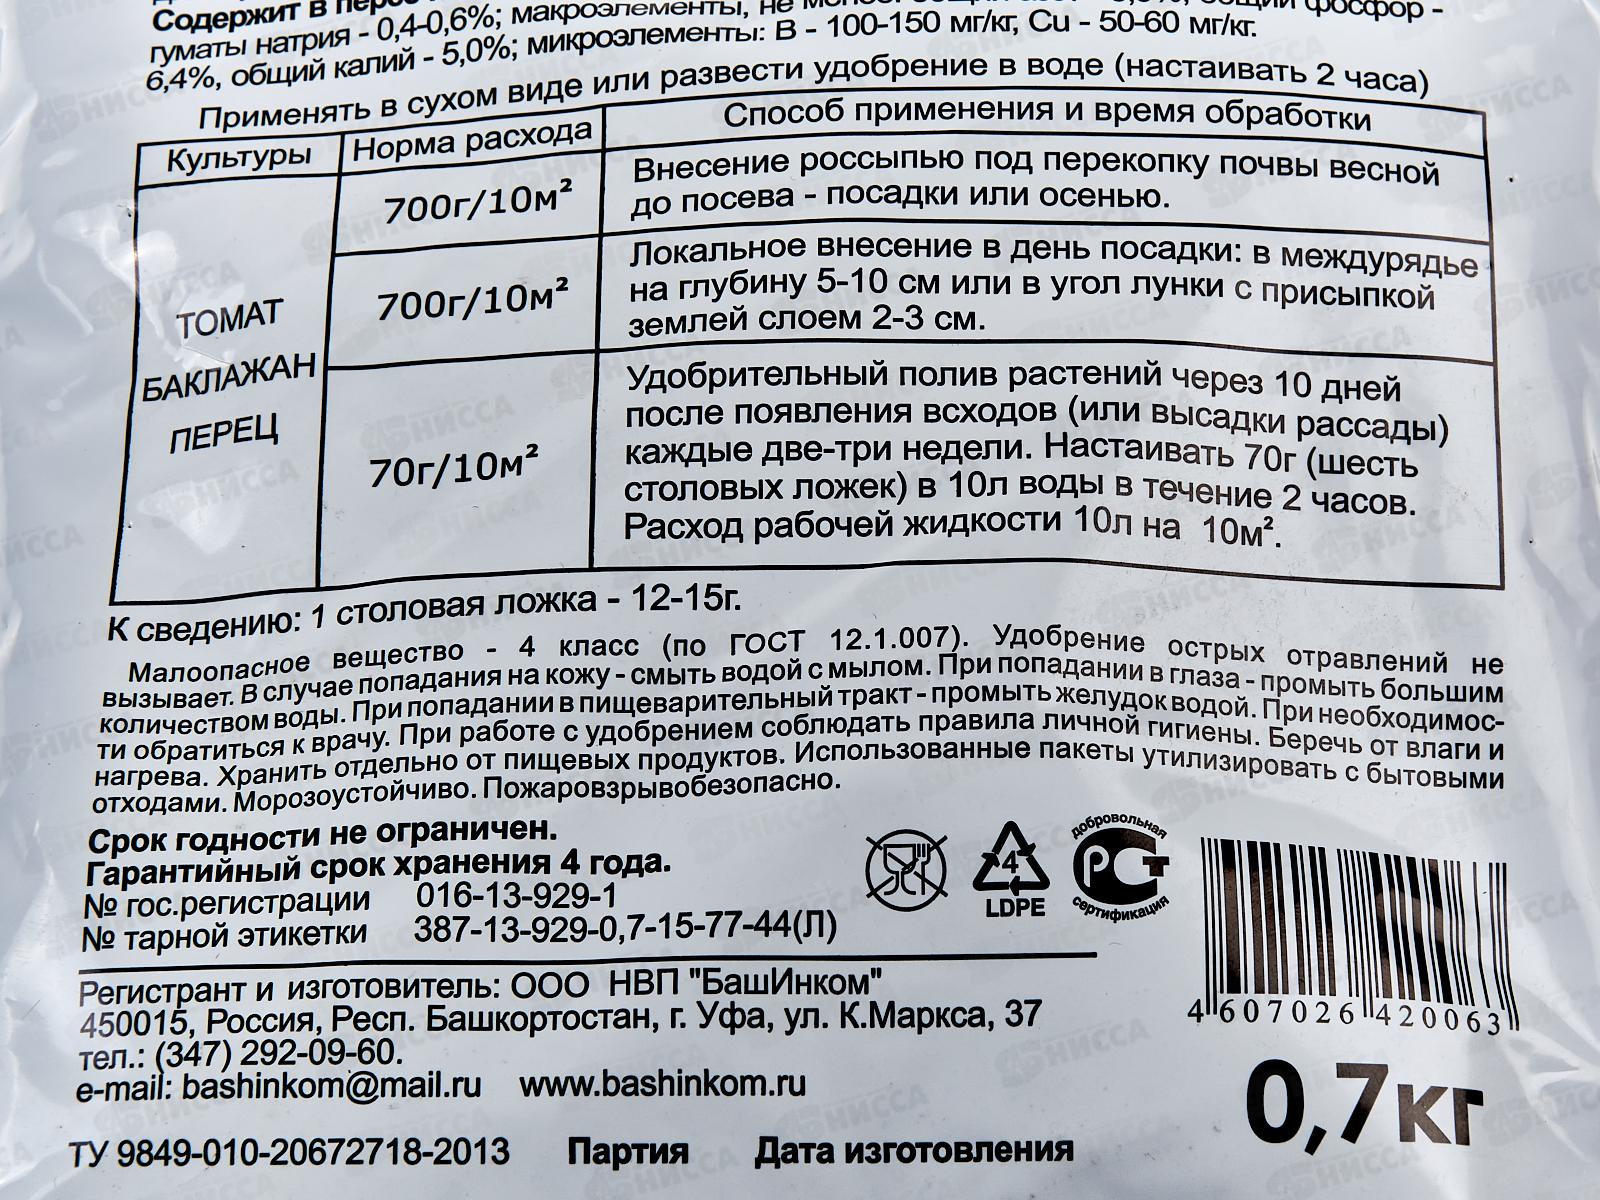 Содержит в
гуматы натрия - 0,4-0,6%; макроэлементы, не менее: общий азот - %, общий фосфор -
6,4%, общий калий - 5,0%; микроэлементы: В - 100-150 мг/кг, Cu - 50-60 мг/кг.
Применять в сухом виде или развести удобрение в воде (настаивать 2 часа)
Культуры Норма расхода Способ применения и время обработки
700г/10м² Внесение россыпью под перекопку почвы весной
до посева - посадки или осенью.
700г/10м² Локальное внесение в день посадки: в междурядье
на глубину 5-10 см или в угол лунки с присыпкой
землей слоем 2-3 см.
ТОМАТ
БАКЛАЖАН
ПЕРЕЦ
70г/10м² Удобрительный полив растений через 10 дней
после появления всходов (или высадки рассады)
каждые две-три недели. Настаивать 70г (шесть
столовых ложек) в 10л воды в течение 2 часов.
Расход рабочей жидкости 10л на 10м².
К сведению: 1 столовая ложка - 12-15г.
Малоопасное вещество - 4 класс (по ГОСТ 12.1.007). Удобрение острых отравлений не
вызывает. В случае попадания на кожу - смыть водой с мылом. При попадании в глаза - промыть большим
количеством воды. При попадании в пищеварительный тракт - промыть желудок водой. При необходимос-
ти обратиться к врачу. При работе с удобрением соблюдать правила личной гигиены. Беречь от влаги и
нагрева. Хранить отдельно от пищевых продуктов. Использованные пакеты утилизировать с бытовыми
отходами. Морозоустойчиво. Пожаровзрывобезопасно.
Срок годности не ограничен.
Гарантийный срок хранения 4 года.
№ гос.регистрации 016-13-929-1
№ тарной этикетки 387-13-929-0,7-15-77-44(Л)
4
LDPE
добровольная
РСТ
сертификация
Регистрант и изготовитель: ООО НВП "БашИнком"
450015, Россия, Респ. Башкортостан, г. Уфа, ул. К.Маркса, 37
тел.: (347) 292-09-60.
e-mail: bashinkom@mail.ru www.bashinkom.ru
4 607026 420063
0,7кг
ТУ 9849-010-20672718-2013 Партия Дата изготовления